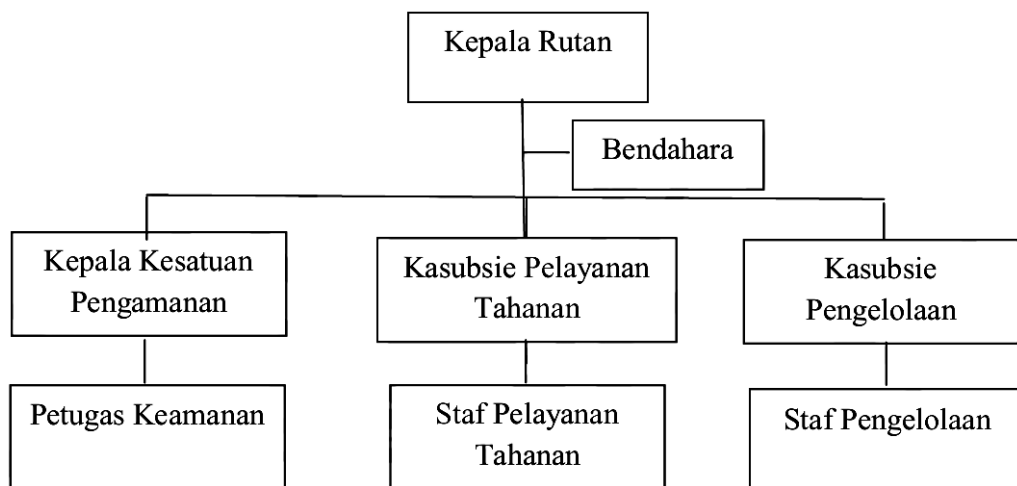 Kepala Rutan
Bendahara
Kepala Kesatuan
Pengamanan
Kasubsie Pelayanan
Tahanan
Kasubsie
Pengelolaan
Petugas Keamanan
Staf Pelayanan
Tahanan
Staf Pengelolaan